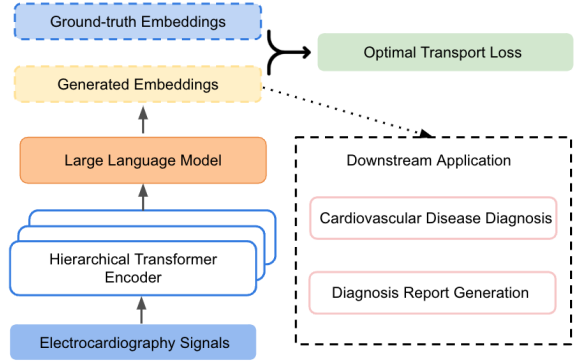 Ground-truth Embeddings
Optimal Transport Loss
Generated Embeddings
Large Language Model
Downstream Application
Cardiovascular Disease Diagnosis
Hierarchical Transformer
Encoder
Diagnosis Report Generation
Electrocardiography Signals